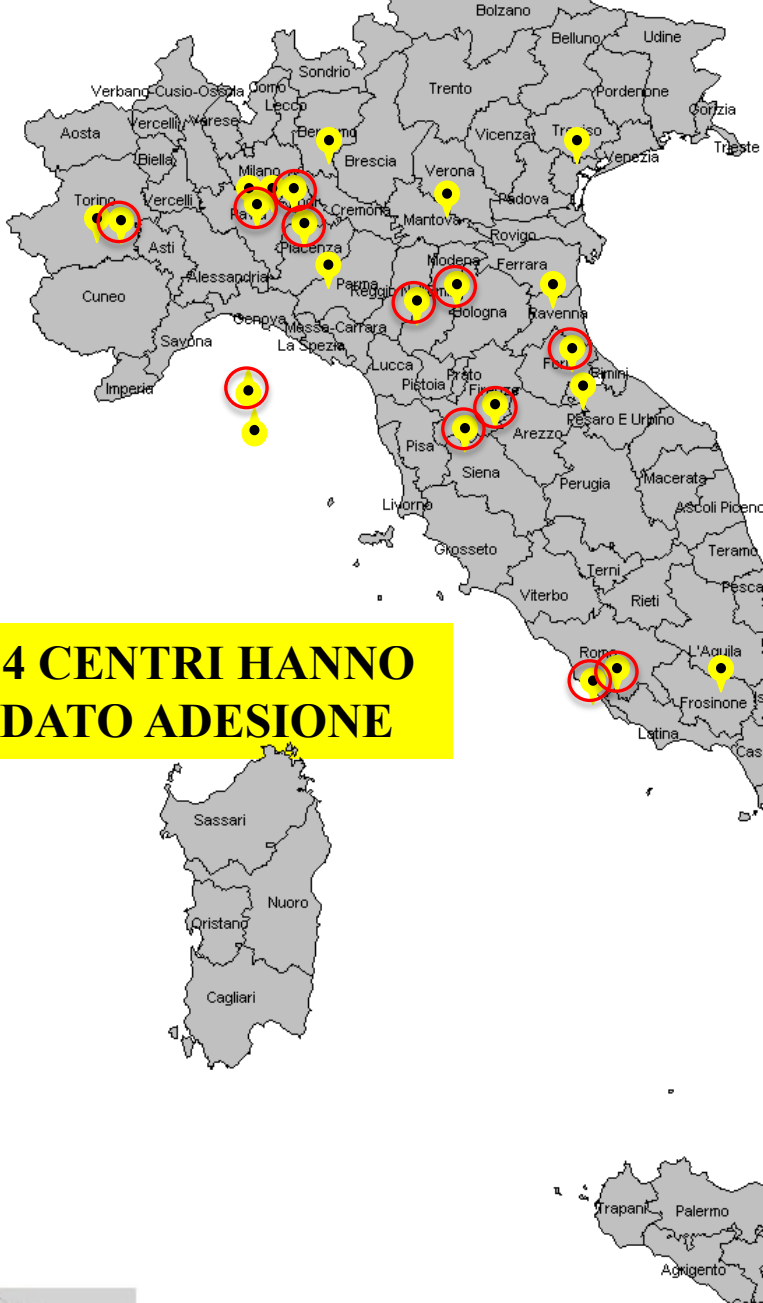 Bolzano
Belluno
Udine
Sondrio
Trento
Pordenone
Verbano-Cusio-Ossola
Como
Lecco
Gorizia
Aosta
Vercelli
Varese
Vicenza
Treviso
Trieste
Biella
Brescia
Venezia
Milano
Verona
Torino
Vercelli
Padova
Cremona
Mantova
Rovigo
Asti
Piacenza
Modena
Ferrara
Cuneo
Alessandria
Parma
Bologna
Ravenna
Savona
Genova
Massa-Carrara
La Spezia
Imperia
Lucca
Prato
Rimini
Pistoia
Pesaro E Urbino
Pisa
Arezzo
Siena
Macerata
Perugia
Livorno
Ascoli Piceno
Grosseto
Teramo
Terni
Viterbo
Rieti
Roma
L'Aquila
Frosinone
Latina
4 CENTRI HANNO
DATO ADESIONE
Sassari
Nuoro
Oristano
Cagliari
Trapani
Palermo
Agrigento